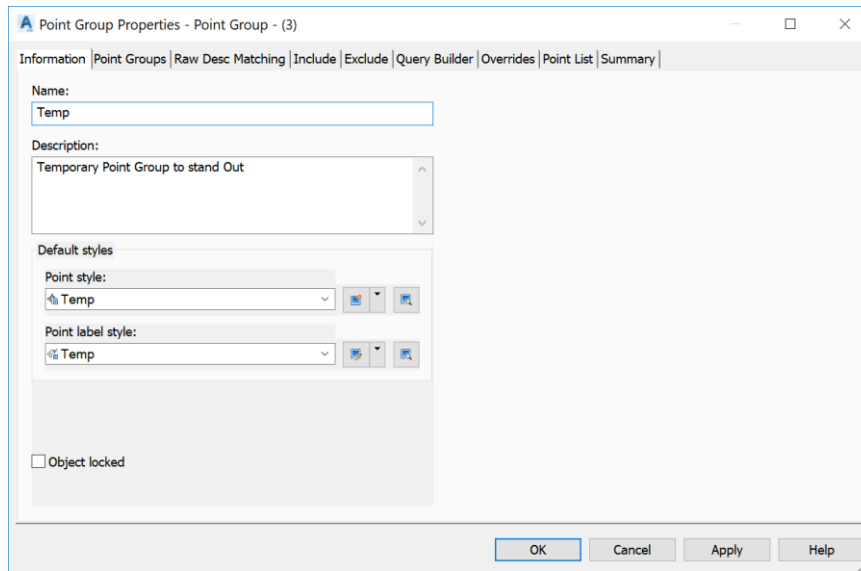 Point Group Properties - Point Group - (3)
Information Point Groups Raw Desc Matching Include Exclude Query Builder Overrides Point List Summary
Name:
Temp
Description:
Temporary Point Group to stand Out
Default styles
Point style:
Temp
Point label style:
Temp
Object locked
OK Cancel Apply Help